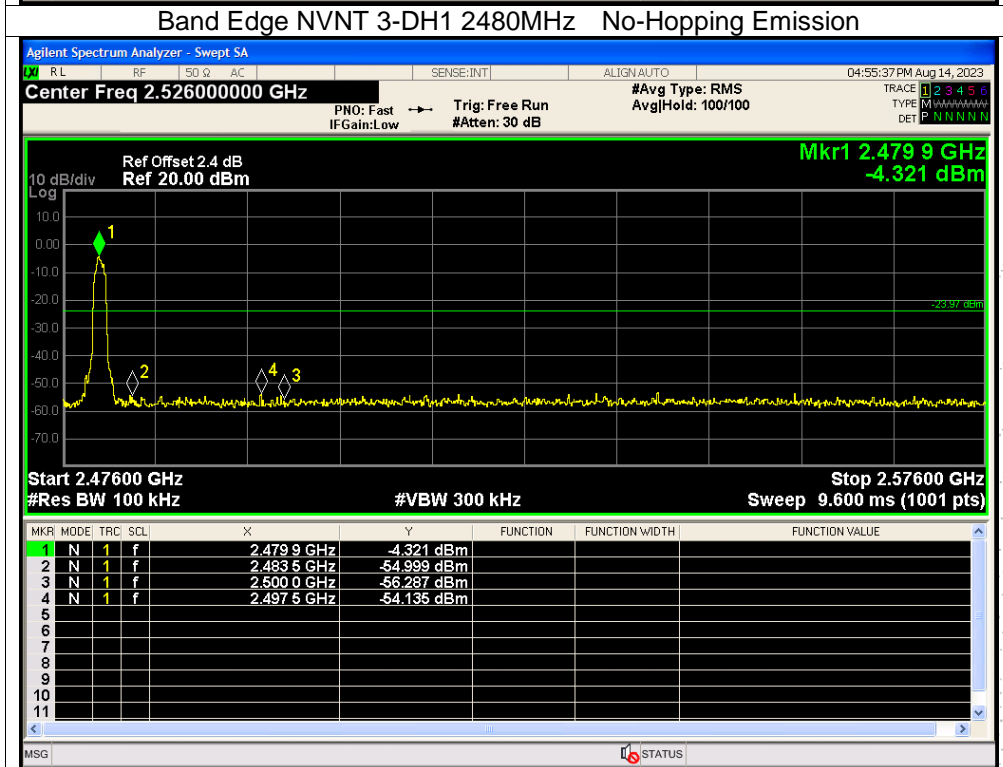 Band Edge NVNT 3-DH1 2480MHz No-Hopping Emission
Agilent Spectrum Analyzer - Swept SA
LXI RL RF 50 Ω AC SENSE:INT ALIGN AUTO 04:55:37 PM Aug 14, 2023
Center Freq 2.526000000 GHz #Avg Type: RMS TRACE 1 2 3 4 5 6
PNO: Fast Trig: Free Run Avg|Hold: 100/100 TYPE M
IFGain:Low #Atten: 30 dB DET P N N N N N
Mkr1 2.479 9 GHz
Ref Offset 2.4 dB
10 dB/div Ref 20.00 dBm -4.321 dBm
Log
10.0
1
0.00
-10.0
-20.0
-23.97 dBm
-30.0
-40.0
2 4 3
-50.0
-60.0
-70.0
Start 2.47600 GHz Stop 2.57600 GHz
#Res BW 100 kHz #VBW 300 kHz Sweep 9.600 ms (1001 pts)
MKR MODE TRC SCL X Y FUNCTION FUNCTION WIDTH FUNCTION VALUE
1 N 1 f 2.479 9 GHz -4.321 dBm
2 N 1 f 2.483 5 GHz -54.999 dBm
3 N 1 f 2.500 0 GHz -56.287 dBm
4 N 1 f 2.497 5 GHz -54.135 dBm
5
6
7
8
9
10
11
MSG STATUS